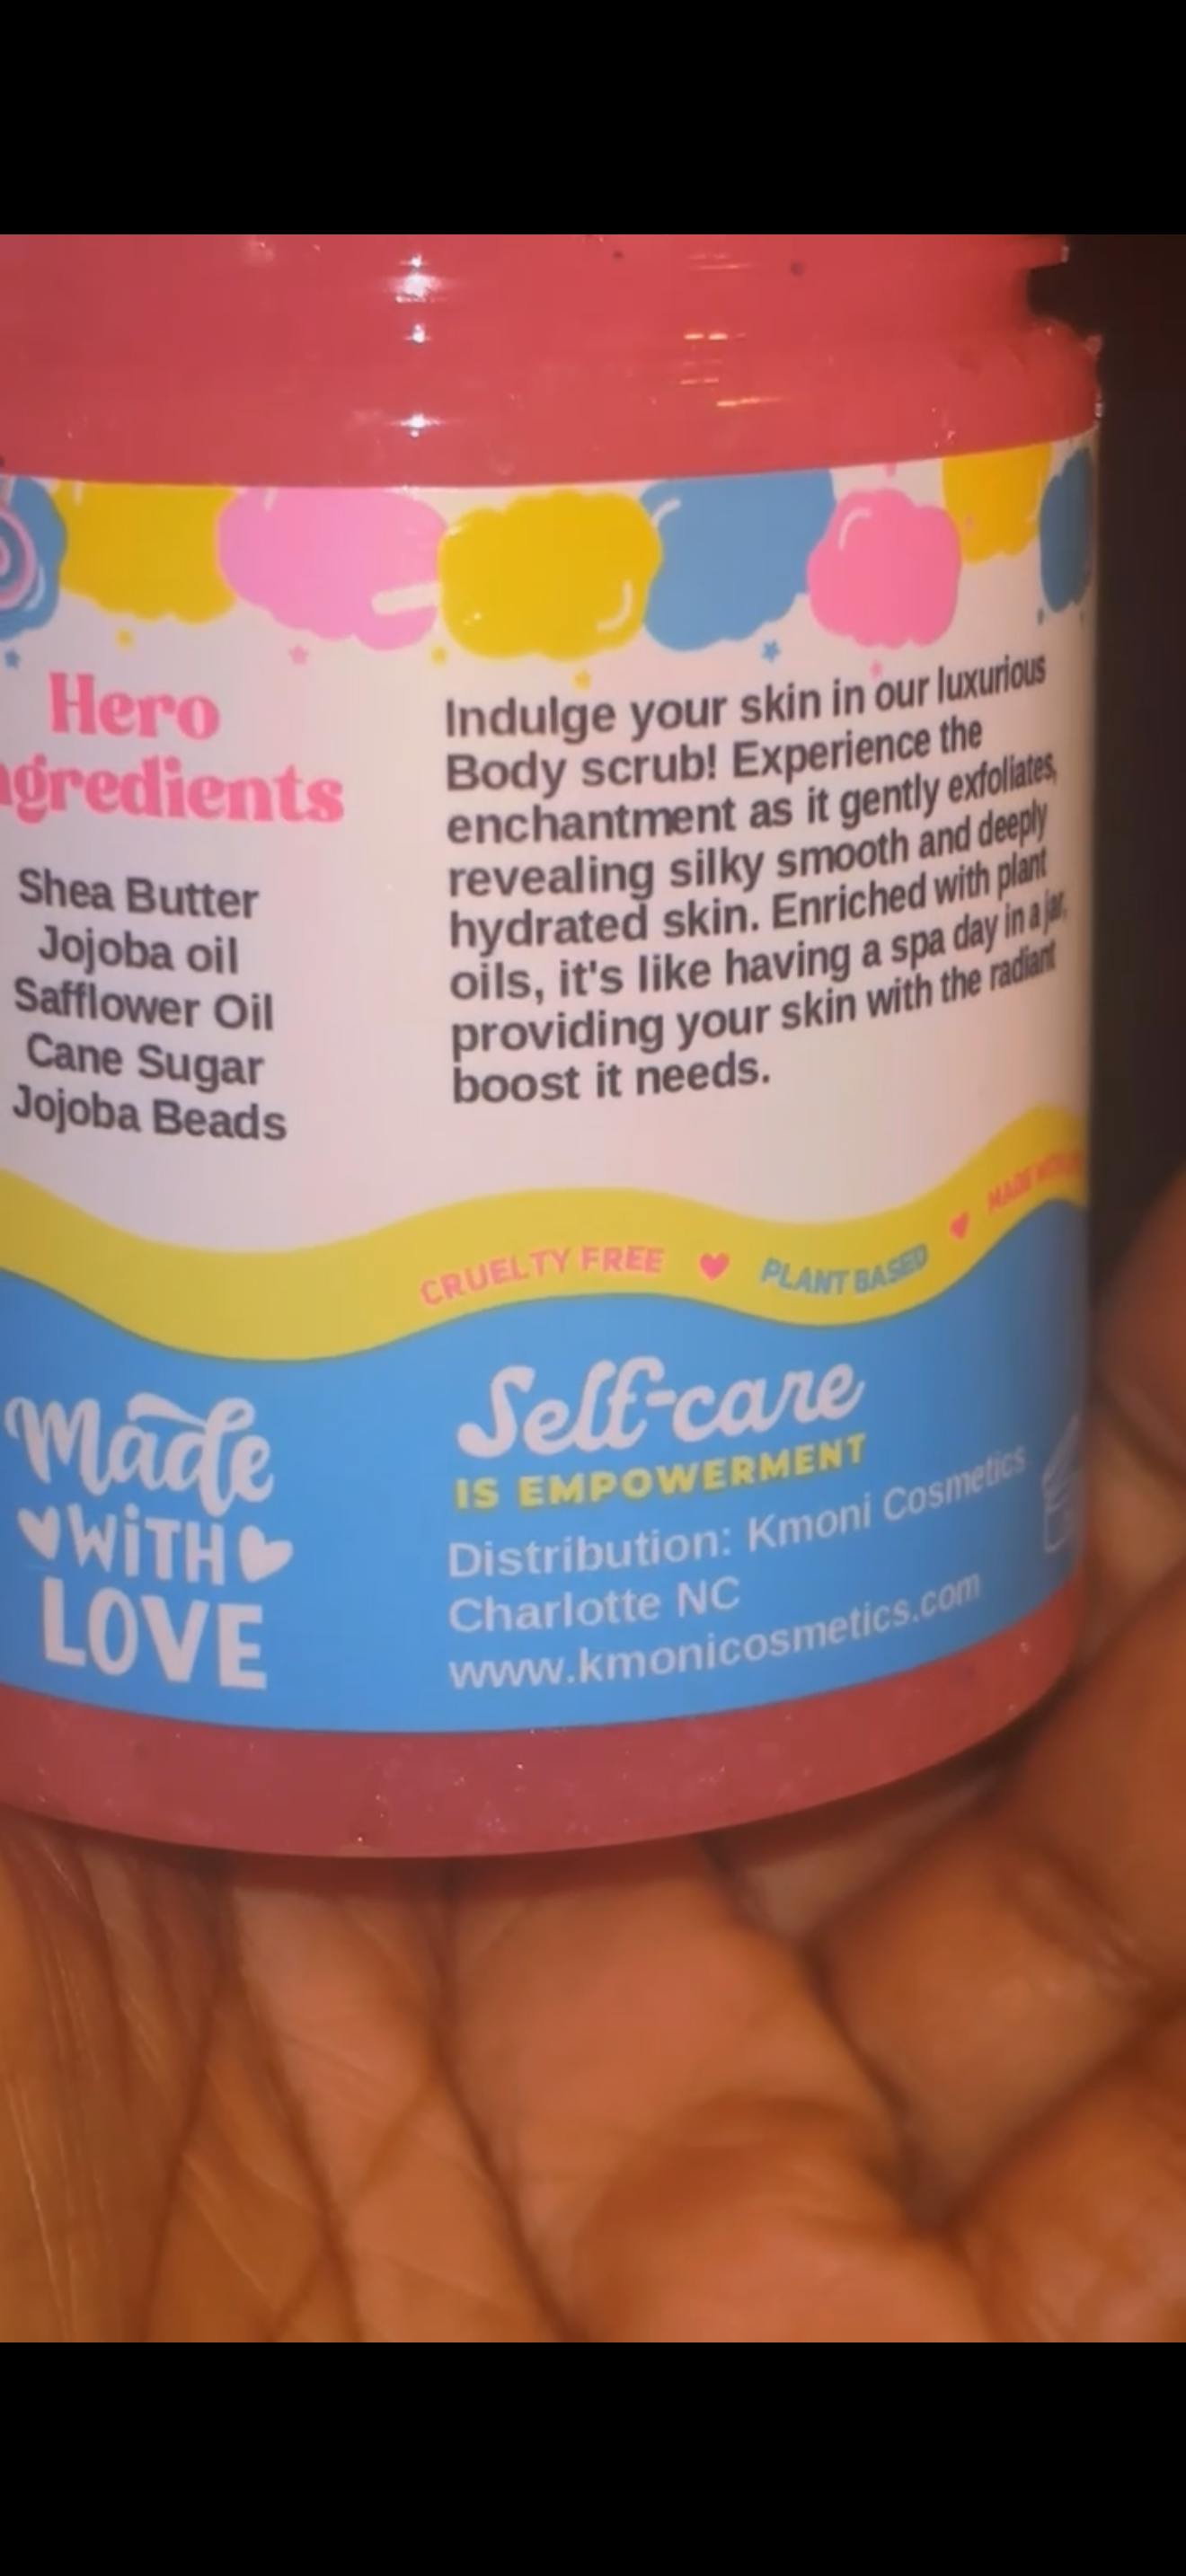 Hero
ngredients
Shea Butter
Jojoba oil
Safflower Oil
Cane Sugar
Jojoba Beads
Indulge your skin in our luxurious
Body scrub! Experience the
enchantment as it gently exfoliates,
revealing silky smooth and deeply
hydrated skin. Enriched with plant
oils, it's like having a spa day in a jar,
providing your skin with the radiant
boost it needs.
CRUELTY FREE PLANT BASED MADE
Made
WiTH
LOVE
Self-care
IS EMPOWERMENT
Distribution: Kmoni Cosmetics
Charlotte NC
www.kmonicosmetics.com